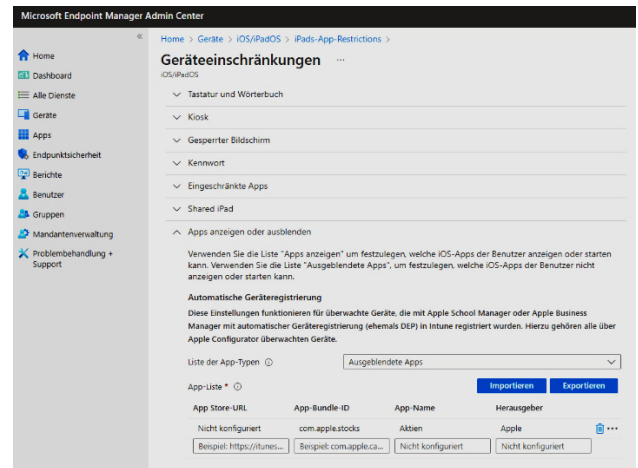 Microsoft Endpoint Manager Admin Center
«
Home > Geräte > iOS/iPadOS > iPads-App-Restrictions >
Geräteeinschränkungen ...
iOS/iPadOS
Home
Dashboard
Alle Dienste
Geräte
Apps
Endpunktsicherheit
Berichte
Benutzer
Gruppen
Mandantenverwaltung
Problembehandlung +
Support
Tastatur und Wörterbuch
Kiosk
Gesperrter Bildschirm
Kennwort
Eingeschränkte Apps
Shared iPad
Apps anzeigen oder ausblenden
Verwenden Sie die Liste "Apps anzeigen" um festzulegen, welche iOS-Apps der Benutzer anzeigen oder starten
kann. Verwenden Sie die Liste "Ausgeblendete Apps", um festzulegen, welche iOS-Apps der Benutzer nicht
anzeigen oder starten kann.
Automatische Geräteregistrierung
Diese Einstellungen funktionieren für überwachte Geräte, die mit Apple School Manager oder Apple Business
Manager mit automatischer Geräteregistrierung (ehemals DEP) in Intune registriert wurden. Hierzu gehören alle über
Apple Configurator überwachten Geräte.
Liste der App-Typen Ausgeblendete Apps
App-Liste * Importieren Exportieren
App Store-URL App-Bundle-ID App-Name Herausgeber
Nicht konfiguriert com.apple.stocks Aktien Apple ...
Beispiel: https://itunes... Beispiel: com.apple.ca... Nicht konfiguriert Nicht konfiguriert